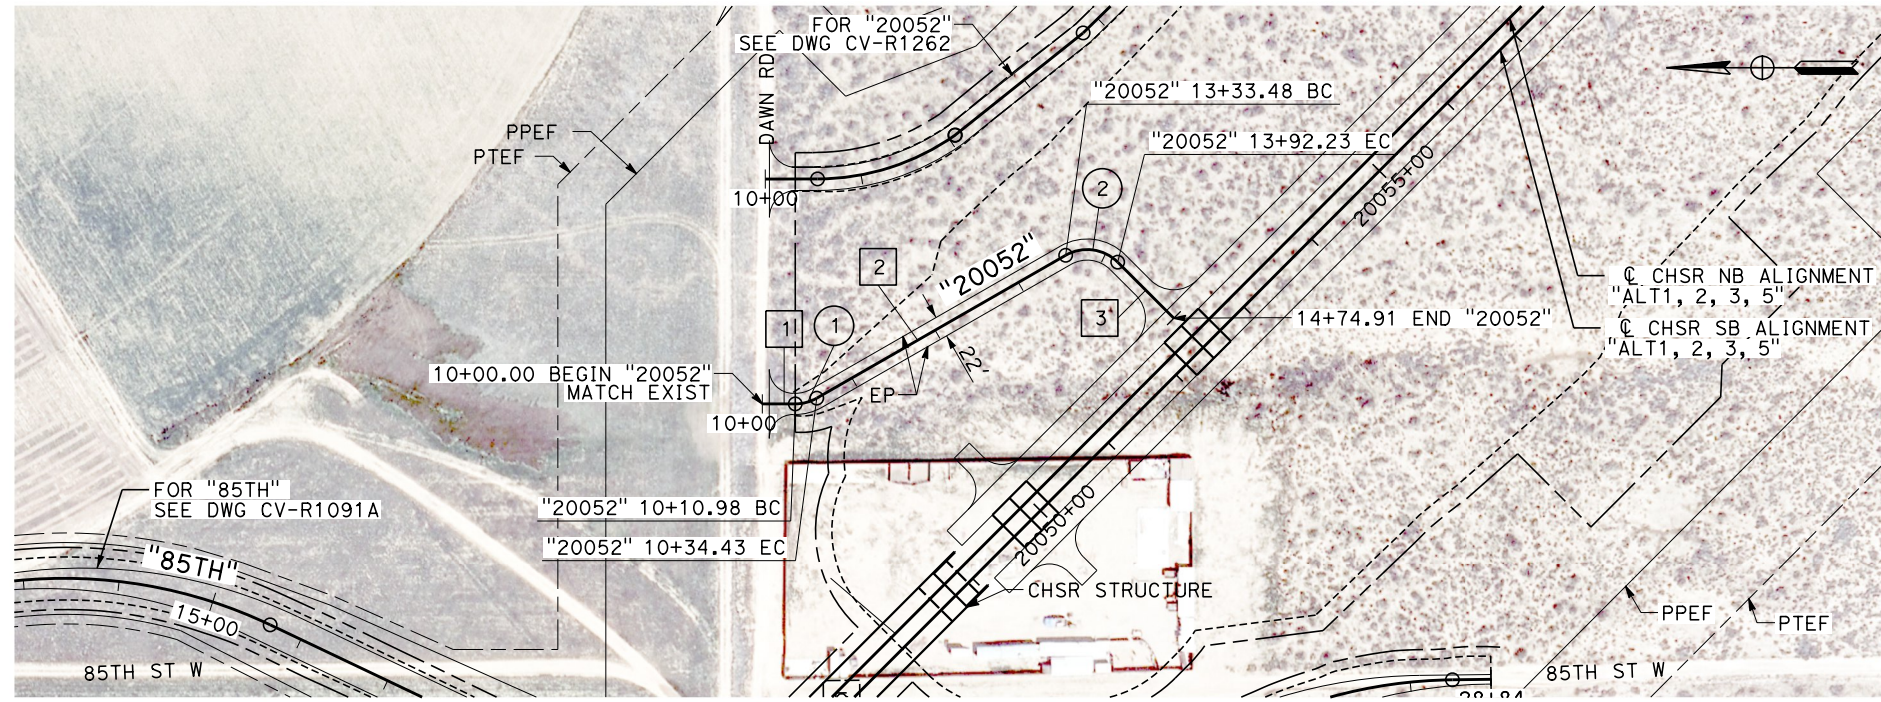 FOR "20052"
SEE DWG CV-R1262
DAWN RD
"20052" 13+33.48 BC
"20052" 13+92.23 EC
PPEF
PTEF
10+00
2
2
"20052"
20055+00
℄ CHSR NB ALIGNMENT
"ALT1, 2, 3, 5"
℄ CHSR SB ALIGNMENT
"ALT1, 2, 3, 5"
1
1
3
14+74.91 END "20052"
22'
10+00.00 BEGIN "20052"
MATCH EXIST
EP
10+00
FOR "85TH"
SEE DWG CV-R1091A
"20052" 10+10.98 BC
"20052" 10+34.43 EC
20050+00
"85TH"
15+00
CHSR STRUCTURE
PPEF
PTEF
85TH ST W
85TH ST W